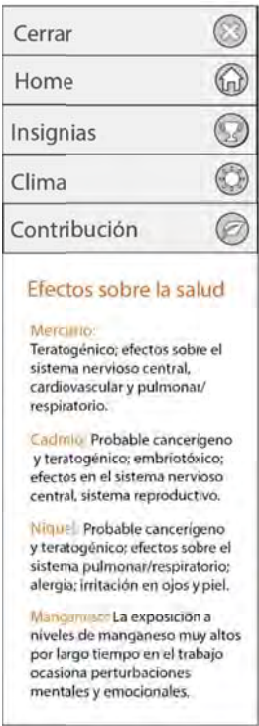 Cerrar
Home
Insignias
Clima
Contribución
Efectos sobre la salud
Mercurio:
Teratogénico; efectos sobre el
sistema nervioso central,
cardiovascular y pulmonar/
respiratorio.
Cadmio: Probable cancerígeno
y teratogénico; embriotóxico;
efectos en el sistema nervioso
central, sistema reproductivo.
Niquel: Probable cancerígeno
y teratogénico; efectos sobre el
sistema pulmonar/respiratorio;
alergia; irritación en ojos y piel.
Manganeso: La exposición a
niveles de manganeso muy altos
por largo tiempo en el trabajo
ocasiona perturbaciones
mentales y emocionales.